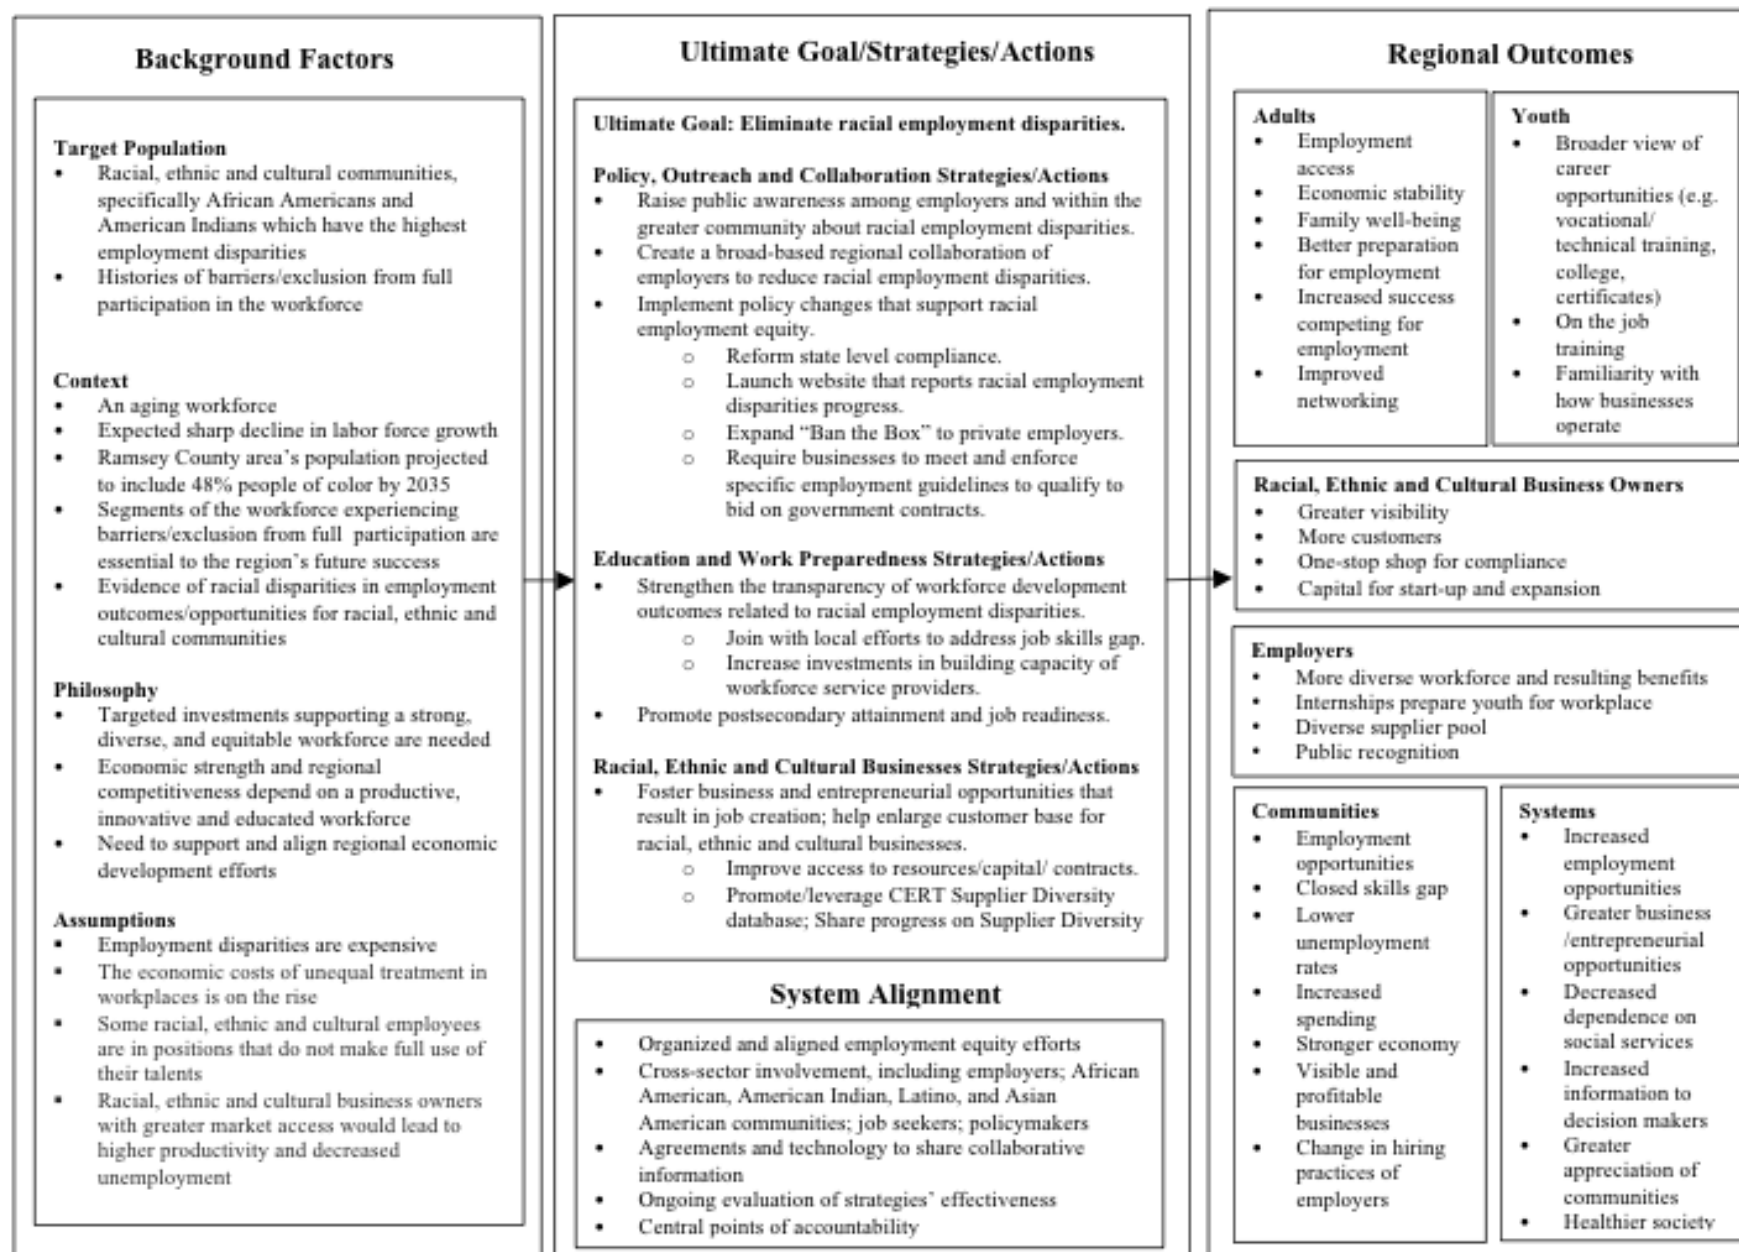 Background Factors
Target Population
• Racial, ethnic and cultural communities,
specifically African Americans and
American Indians which have the highest
employment disparities
• Histories of barriers/exclusion from full
participation in the workforce
Context
• An aging workforce
• Expected sharp decline in labor force growth
• Ramsey County area's population projected
to include 48% people of color by 2035
• Segments of the workforce experiencing
barriers/exclusion from full participation are
essential to the region's future success
• Evidence of racial disparities in employment
outcomes/opportunities for racial, ethnic and
cultural communities
Philosophy
• Targeted investments supporting a strong,
diverse, and equitable workforce are needed
• Economic strength and regional
competitiveness depend on a productive,
innovative and educated workforce
• Need to support and align regional economic
development efforts
Assumptions
▪ Employment disparities are expensive
▪ The economic costs of unequal treatment in
workplaces is on the rise
▪ Some racial, ethnic and cultural employees
are in positions that do not make full use of
their talents
▪ Racial, ethnic and cultural business owners
with greater market access would lead to
higher productivity and decreased
unemployment
Ultimate Goal/Strategies/Actions
Ultimate Goal: Eliminate racial employment disparities.
Policy, Outreach and Collaboration Strategies/Actions
• Raise public awareness among employers and within the
greater community about racial employment disparities.
• Create a broad-based regional collaboration of
employers to reduce racial employment disparities.
• Implement policy changes that support racial
employment equity.
o Reform state level compliance.
o Launch website that reports racial employment
disparities progress.
o Expand “Ban the Box” to private employers.
o Require businesses to meet and enforce
specific employment guidelines to qualify to
bid on government contracts.
Education and Work Preparedness Strategies/Actions
• Strengthen the transparency of workforce development
outcomes related to racial employment disparities.
o Join with local efforts to address job skills gap.
o Increase investments in building capacity of
workforce service providers.
• Promote postsecondary attainment and job readiness.
Racial, Ethnic and Cultural Businesses Strategies/Actions
• Foster business and entrepreneurial opportunities that
result in job creation; help enlarge customer base for
racial, ethnic and cultural businesses.
o Improve access to resources/capital/ contracts.
o Promote/leverage CERT Supplier Diversity
database; Share progress on Supplier Diversity
System Alignment
• Organized and aligned employment equity efforts
• Cross-sector involvement, including employers; African
American, American Indian, Latino, and Asian
American communities; job seekers; policymakers
• Agreements and technology to share collaborative
information
• Ongoing evaluation of strategies' effectiveness
• Central points of accountability
Regional Outcomes
Adults
• Employment
access
• Economic stability
• Family well-being
• Better preparation
for employment
• Increased success
competing for
employment
• Improved
networking
Youth
• Broader view of
career
opportunities (e.g.
vocational/
technical training,
college,
certificates)
• On the job
training
• Familiarity with
how businesses
operate
Racial, Ethnic and Cultural Business Owners
• Greater visibility
• More customers
• One-stop shop for compliance
• Capital for start-up and expansion
Employers
• More diverse workforce and resulting benefits
• Internships prepare youth for workplace
• Diverse supplier pool
• Public recognition
Communities
• Employment
opportunities
• Closed skills gap
• Lower
unemployment
rates
• Increased
spending
• Stronger economy
• Visible and
profitable
businesses
• Change in hiring
practices of
employers
Systems
• Increased
employment
opportunities
• Greater business
/entrepreneurial
opportunities
• Decreased
dependence on
social services
• Increased
information to
decision makers
• Greater
appreciation of
communities
• Healthier society